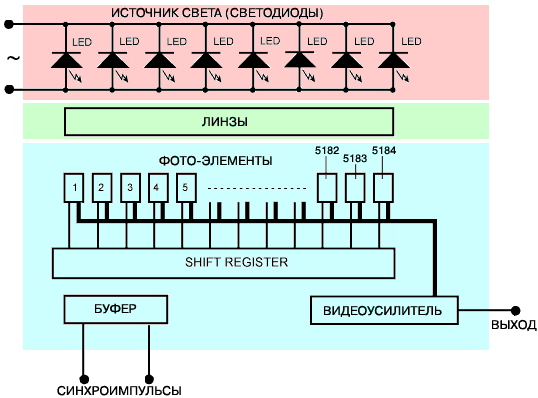 ИСТОЧНИК СВЕТА (СВЕТОДИОДЫ)
LED LED LED LED LED LED LED LED
~
ЛИНЗЫ
ФОТО-ЭЛЕМЕНТЫ
5182 5183 5184
1 2 3 4 5
SHIFT REGISTER
БУФЕР
ВИДЕОУСИЛИТЕЛЬ
ВЫХОД
СИНХРОИМПУЛЬСЫ